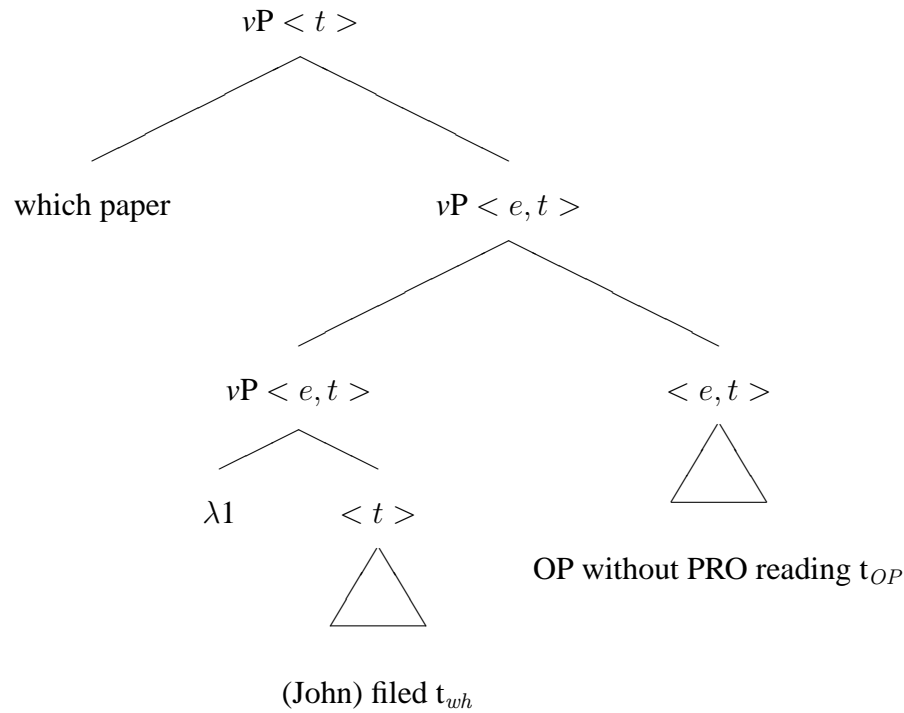 vP < t >
which paper
vP < e, t >
vP < e, t >
< e, t >
λ1
< t >
OP without PRO reading t_OP
(John) filed t_wh